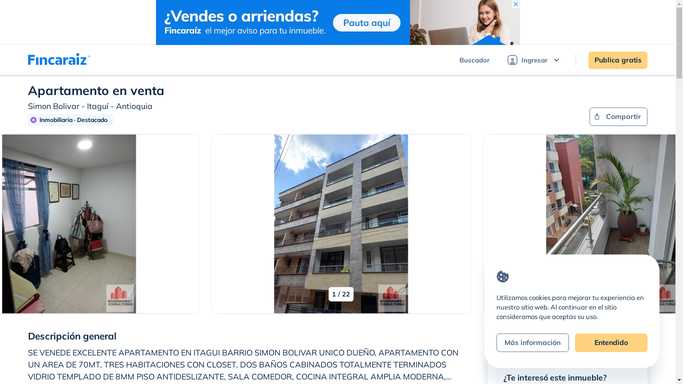 ¿Vendes o arriendas?
Fincaraíz el mejor aviso para tu inmueble.
Pauta aquí
Fincaraíz
Buscador
Ingresar
Publica gratis
Apartamento en venta
Simon Bolivar - Itaguí - Antioquia
Inmobiliaria - Destacado
Compartir
1 / 22
Utilizamos cookies para mejorar tu experiencia en
nuestro sitio web. Al continuar en el sitio
consideramos que aceptas su uso.
Más información
Entendido
Descripción general
SE VENEDE EXCELENTE APARTAMENTO EN ITAGUI BARRIO SIMON BOLIVAR UNICO DUEÑO, APARTAMENTO CON
UN AREA DE 70MT, TRES HABITACIONES CON CLOSET, DOS BAÑOS CABINADOS TOTALMENTE TERMINADOS
VIDRIO TEMPLADO DE 8MM PISO ANTIDESLIZANTE, SALA COMEDOR, COCINA INTEGRAL AMPLIA MODERNA,...
¿Te interesó este inmueble?